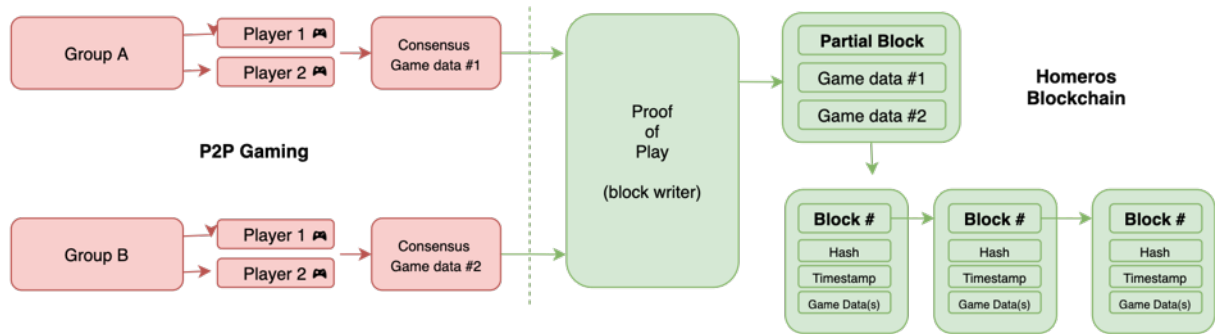 Group A
Player 1
Player 2
Consensus
Game data #1
P2P Gaming
Group B
Player 1
Player 2
Consensus
Game data #2
Proof
of
Play
(block writer)
Partial Block
Game data #1
Game data #2
Homeros
Blockchain
Block #
Hash
Timestamp
Game Data(s)
Block #
Hash
Timestamp
Game Data(s)
Block #
Hash
Timestamp
Game Data(s)